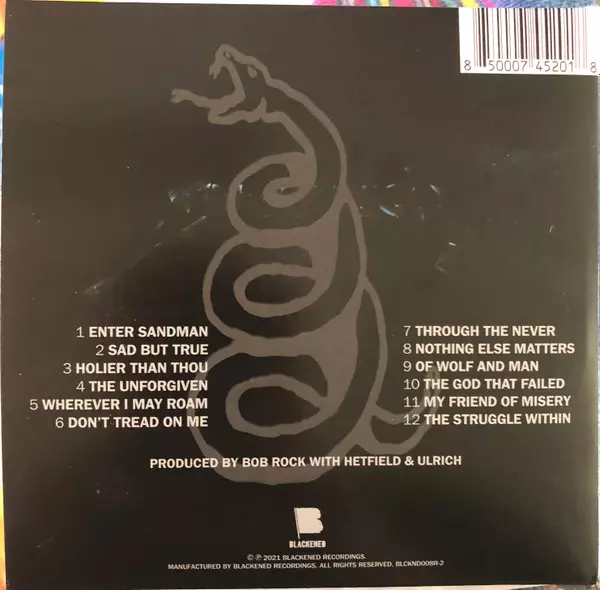 8 50007 45201 8
1 ENTER SANDMAN
2 SAD BUT TRUE
3 HOLIER THAN THOU
4 THE UNFORGIVEN
5 WHEREVER I MAY ROAM
6 DON'T TREAD ON ME
7 THROUGH THE NEVER
8 NOTHING ELSE MATTERS
9 OF WOLF AND MAN
10 THE GOD THAT FAILED
11 MY FRIEND OF MISERY
12 THE STRUGGLE WITHIN
PRODUCED BY BOB ROCK WITH HETFIELD & ULRICH
B
BLACKENED
© ℗ 2021 BLACKENED RECORDINGS.
MANUFACTURED BY BLACKENED RECORDINGS. ALL RIGHTS RESERVED. BLCKND008R-2